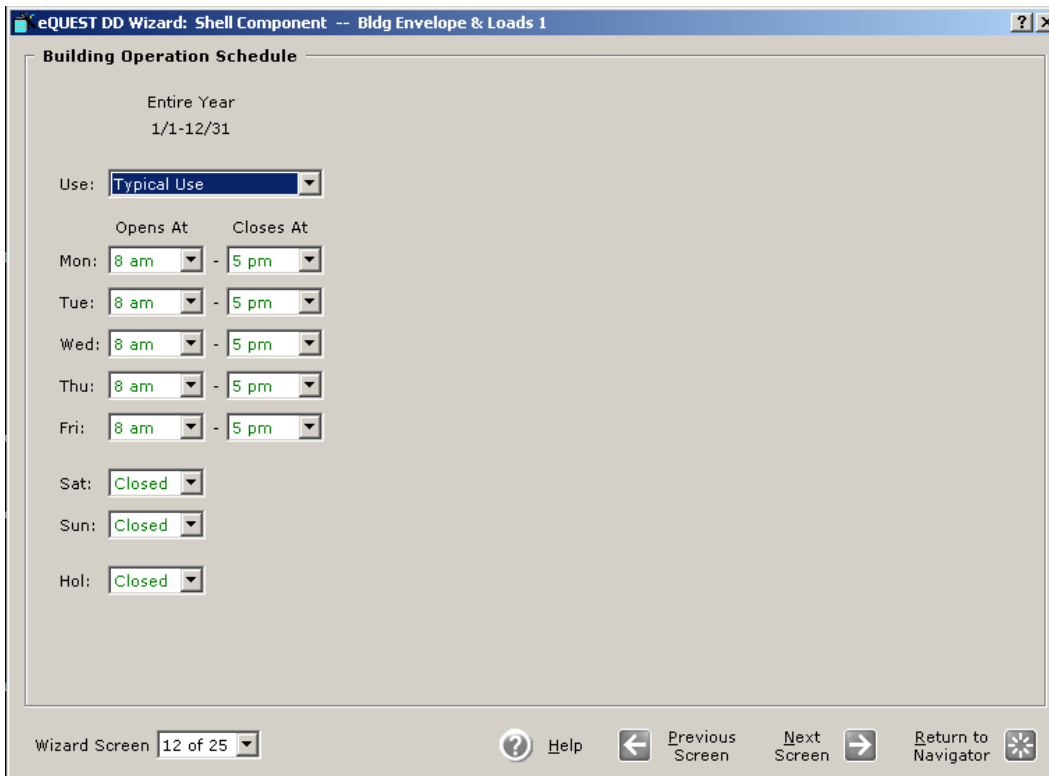 eQUEST DD Wizard: Shell Component -- Bldg Envelope & Loads 1
Building Operation Schedule
Entire Year
1/1-12/31
Use: Typical Use
Opens At Closes At
Mon: 8 am - 5 pm
Tue: 8 am - 5 pm
Wed: 8 am - 5 pm
Thu: 8 am - 5 pm
Fri: 8 am - 5 pm
Sat: Closed
Sun: Closed
Hol: Closed
Wizard Screen 12 of 25
Help
Previous
Screen
Next
Screen
Return to
Navigator